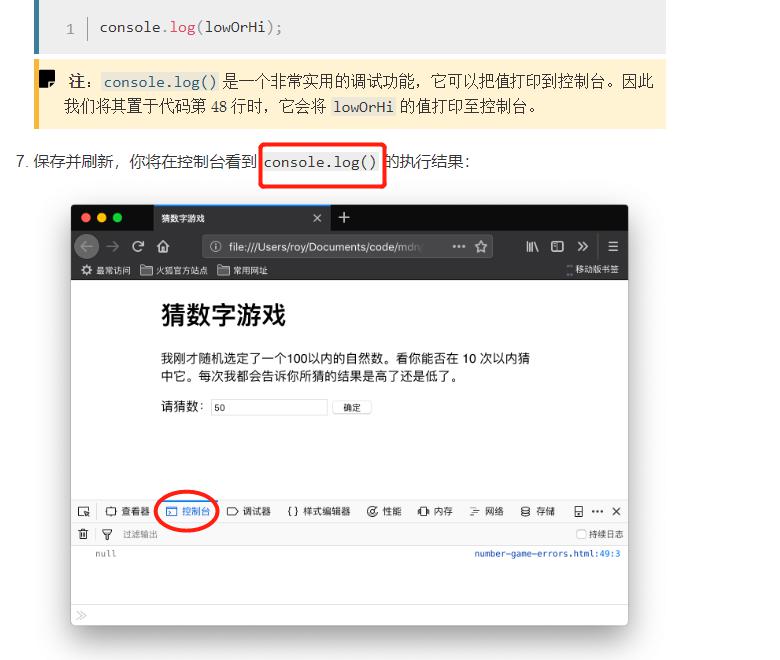 1 console.log(lowOrHi);
注：console.log() 是一个非常实用的调试功能，它可以把值打印到控制台。因此
我们将其置于代码第 48 行时，它会将 lowOrHi 的值打印至控制台。
7. 保存并刷新，你将在控制台看到 console.log() 的执行结果：
猜数字游戏
file:///Users/roy/Documents/code/mdn/
最常访问 火狐官方站点 常用网址 移动版书签
猜数字游戏
我刚才随机选定了一个100以内的自然数。看你能否在 10 次以内猜
中它。每次我都会告诉你所猜的结果是高了还是低了。
请猜数： 50 确定
查看器 控制台 调试器 {} 样式编辑器 性能 内存 网络 存储
过滤输出 持续日志
null number-game-errors.html:49:3